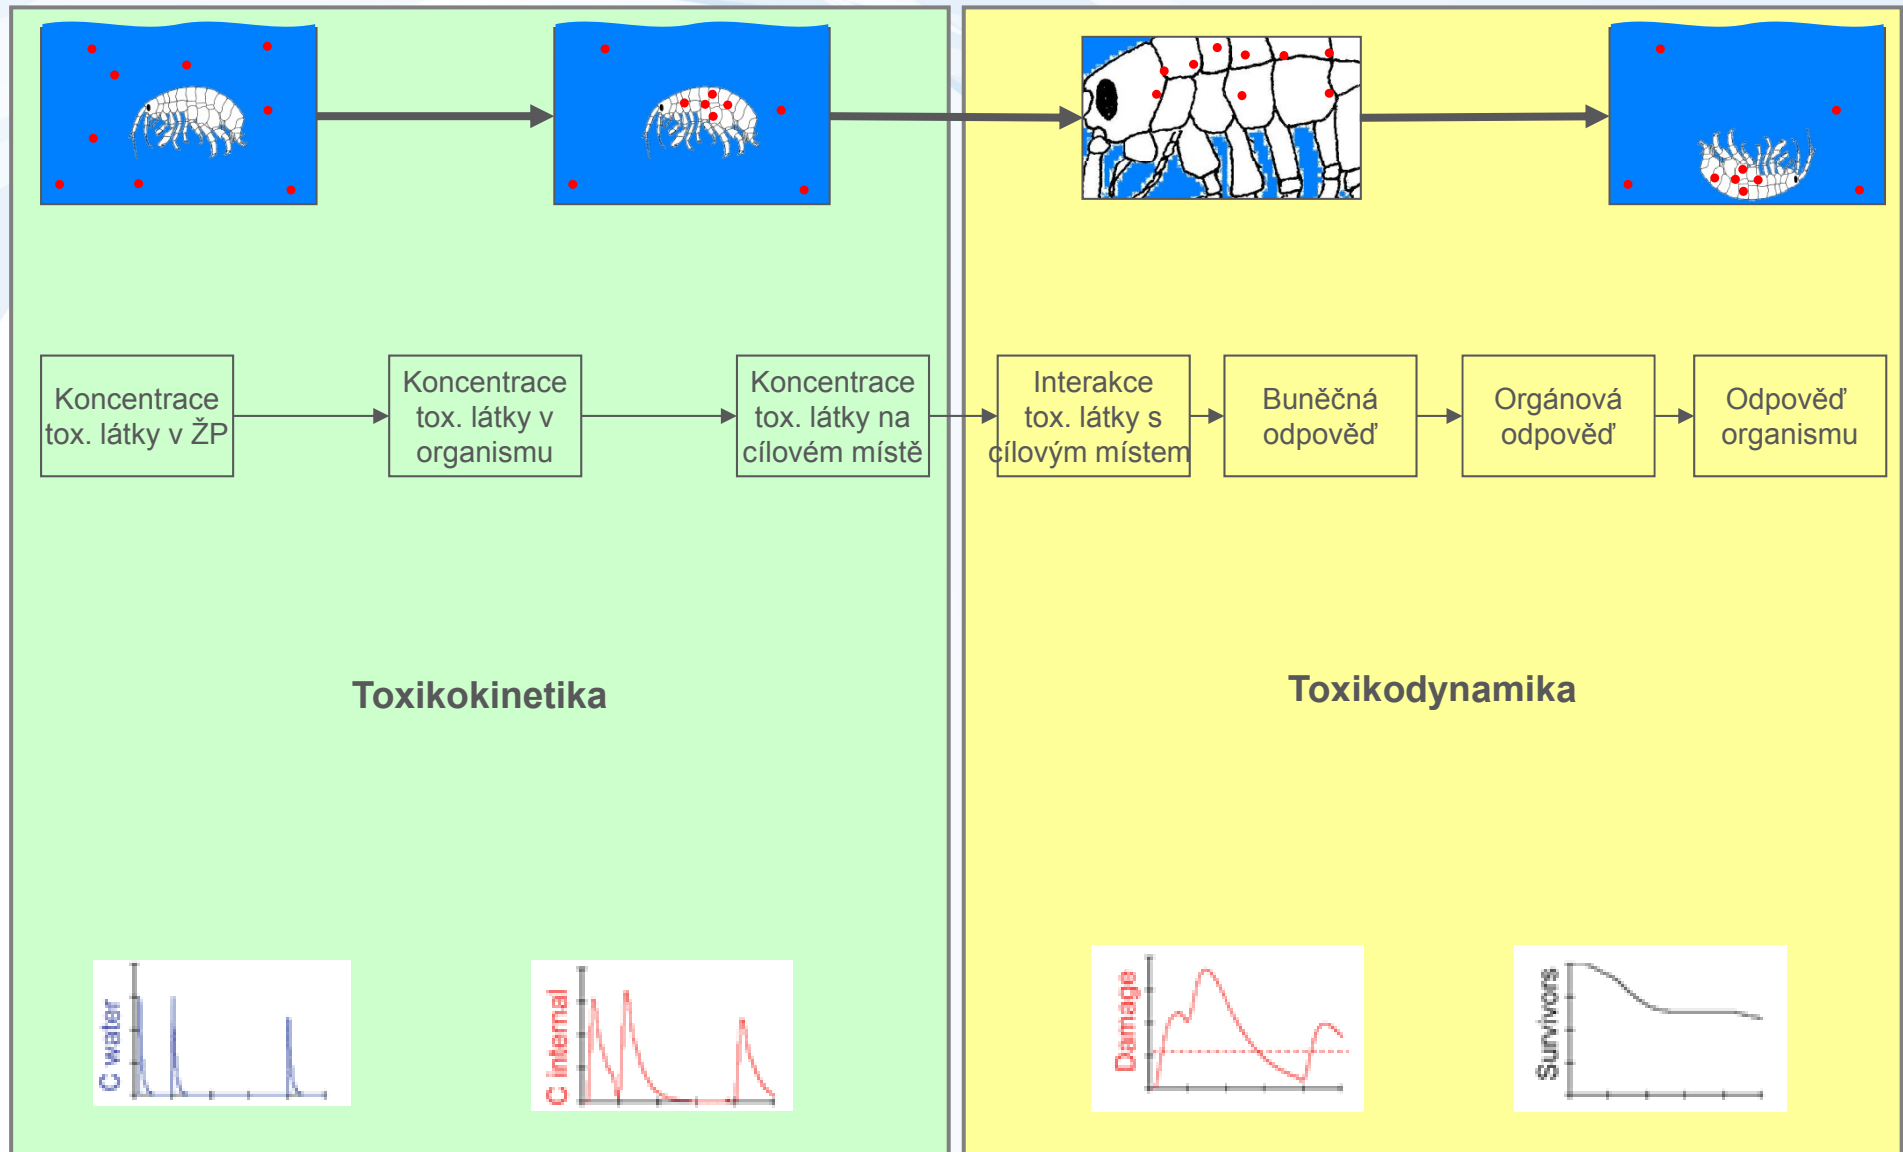 Koncentrace
tox. látky v ŽP
Koncentrace
tox. látky v
organismu
Koncentrace
tox. látky na
cílovém místě
Interakce
tox. látky s
cílovým místem
Buněčná
odpověď
Orgánová
odpověď
Odpověď
organismu
Toxikokinetika
Toxikodynamika
C water
C internal
Damage
Survivors